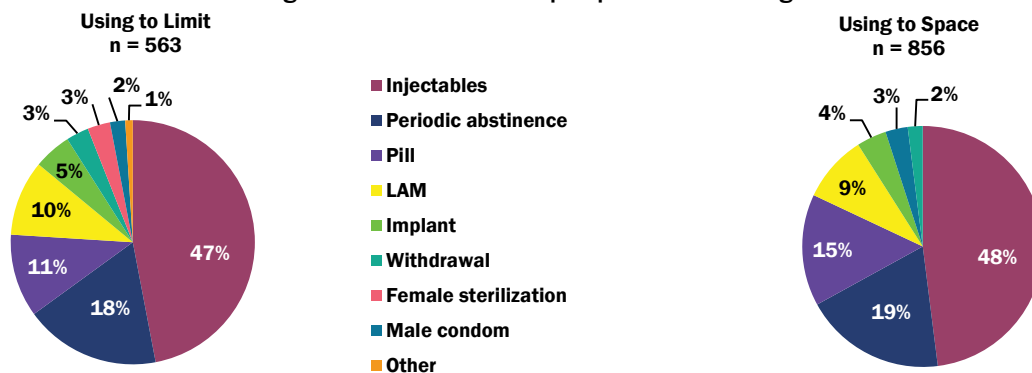 Using to Limit
n = 563
2%
3%
1%
3%
5%
10%
47%
11%
18%
Injectables
Periodic abstinence
Pill
LAM
Implant
Withdrawal
Female sterilization
Male condom
Other
Using to Space
n = 856
3%
2%
4%
9%
15%
48%
19%